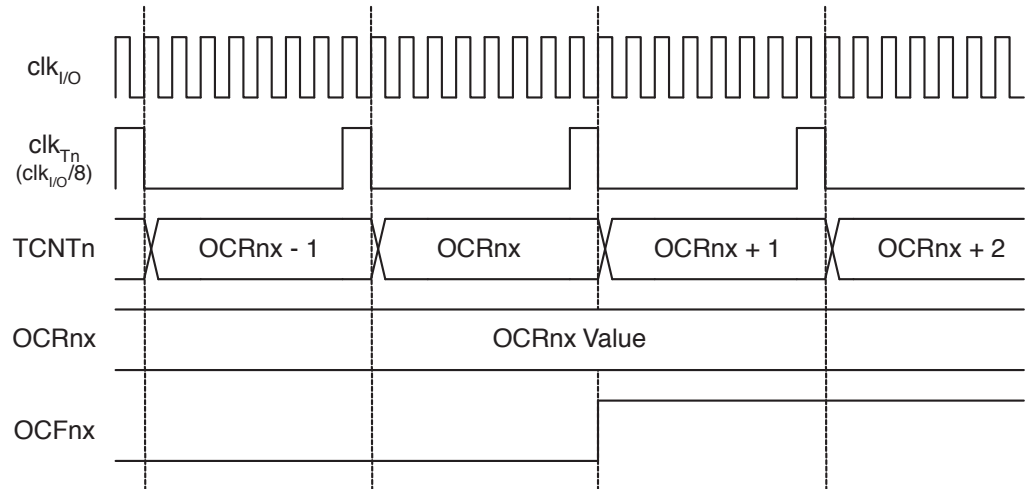 clkI/O
clkTn
(clkI/O/8)
TCNTn OCRnx - 1 OCRnx OCRnx + 1 OCRnx + 2
OCRnx OCRnx Value
OCFnx